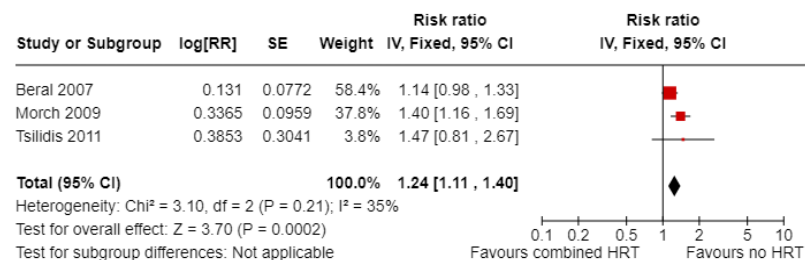 Risk ratio Risk ratio
Study or Subgroup log[RR] SE Weight IV, Fixed, 95% CI IV, Fixed, 95% CI
Beral 2007 0.131 0.0772 58.4% 1.14 [0.98 , 1.33]
Morch 2009 0.3365 0.0959 37.8% 1.40 [1.16 , 1.69]
Tsilidis 2011 0.3853 0.3041 3.8% 1.47 [0.81 , 2.67]
Total (95% CI) 100.0% 1.24 [1.11 , 1.40]
Heterogeneity: Chi² = 3.10, df = 2 (P = 0.21); I² = 35%
Test for overall effect: Z = 3.70 (P = 0.0002) 0.1 0.2 0.5 1 2 5 10
Test for subgroup differences: Not applicable Favours combined HRT Favours no HRT